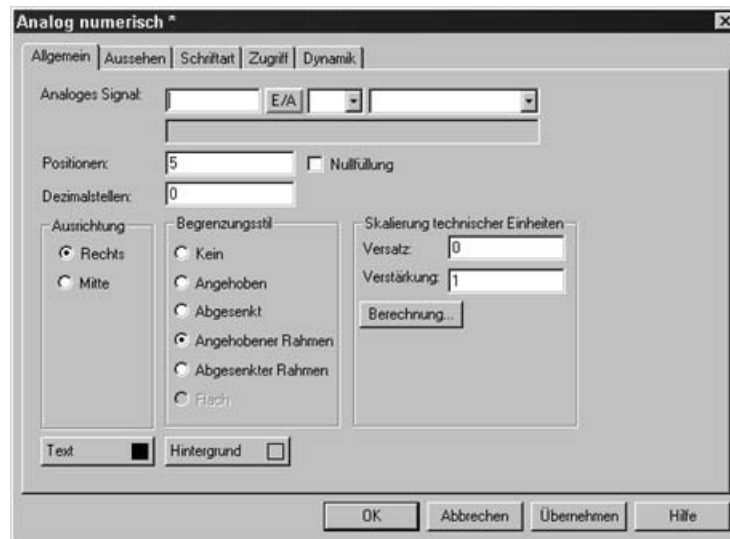 Analog numerisch *
Allgemein Aussehen Schriftart Zugriff Dynamik
Analoges Signal: E/A
Positionen: 5 Nullfüllung
Dezimalstellen: 0
Ausrichtung
Rechts
Mitte
Begrenzungsstil
Kein
Angehoben
Abgesenkt
Angehobener Rahmen
Abgesenkter Rahmen
Flach
Skalierung technischer Einheiten
Versatz: 0
Verstärkung: 1
Berechnung...
Text Hintergrund
OK Abbrechen Übernehmen Hilfe